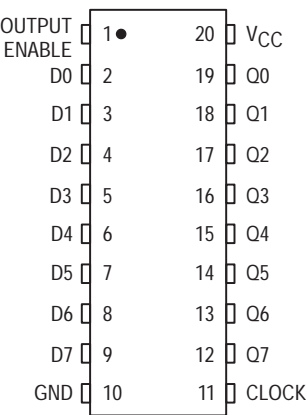 OUTPUT
ENABLE 1 20 VCC
D0 2 19 Q0
D1 3 18 Q1
D2 4 17 Q2
D3 5 16 Q3
D4 6 15 Q4
D5 7 14 Q5
D6 8 13 Q6
D7 9 12 Q7
GND 10 11 CLOCK